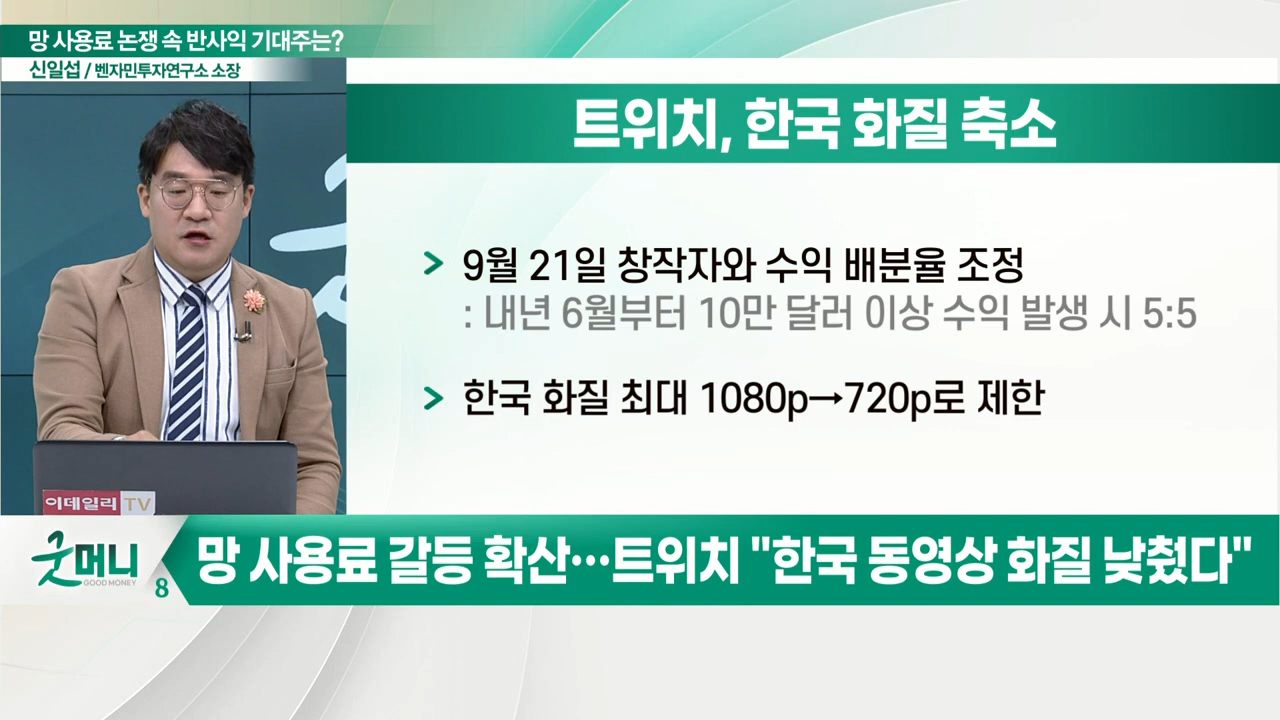 망 사용료 논쟁 속 반사익 기대주는?
신일섭 / 벤자민투자연구소 소장
트위치, 한국 화질 축소
> 9월 21일 창작자와 수익 배분율 조정
: 내년 6월부터 10만 달러 이상 수익 발생 시 5:5
> 한국 화질 최대 1080p→720p로 제한
이데일리 TV
굿머니
GOOD MONEY
8
망 사용료 갈등 확산…트위치 "한국 동영상 화질 낮췄다"